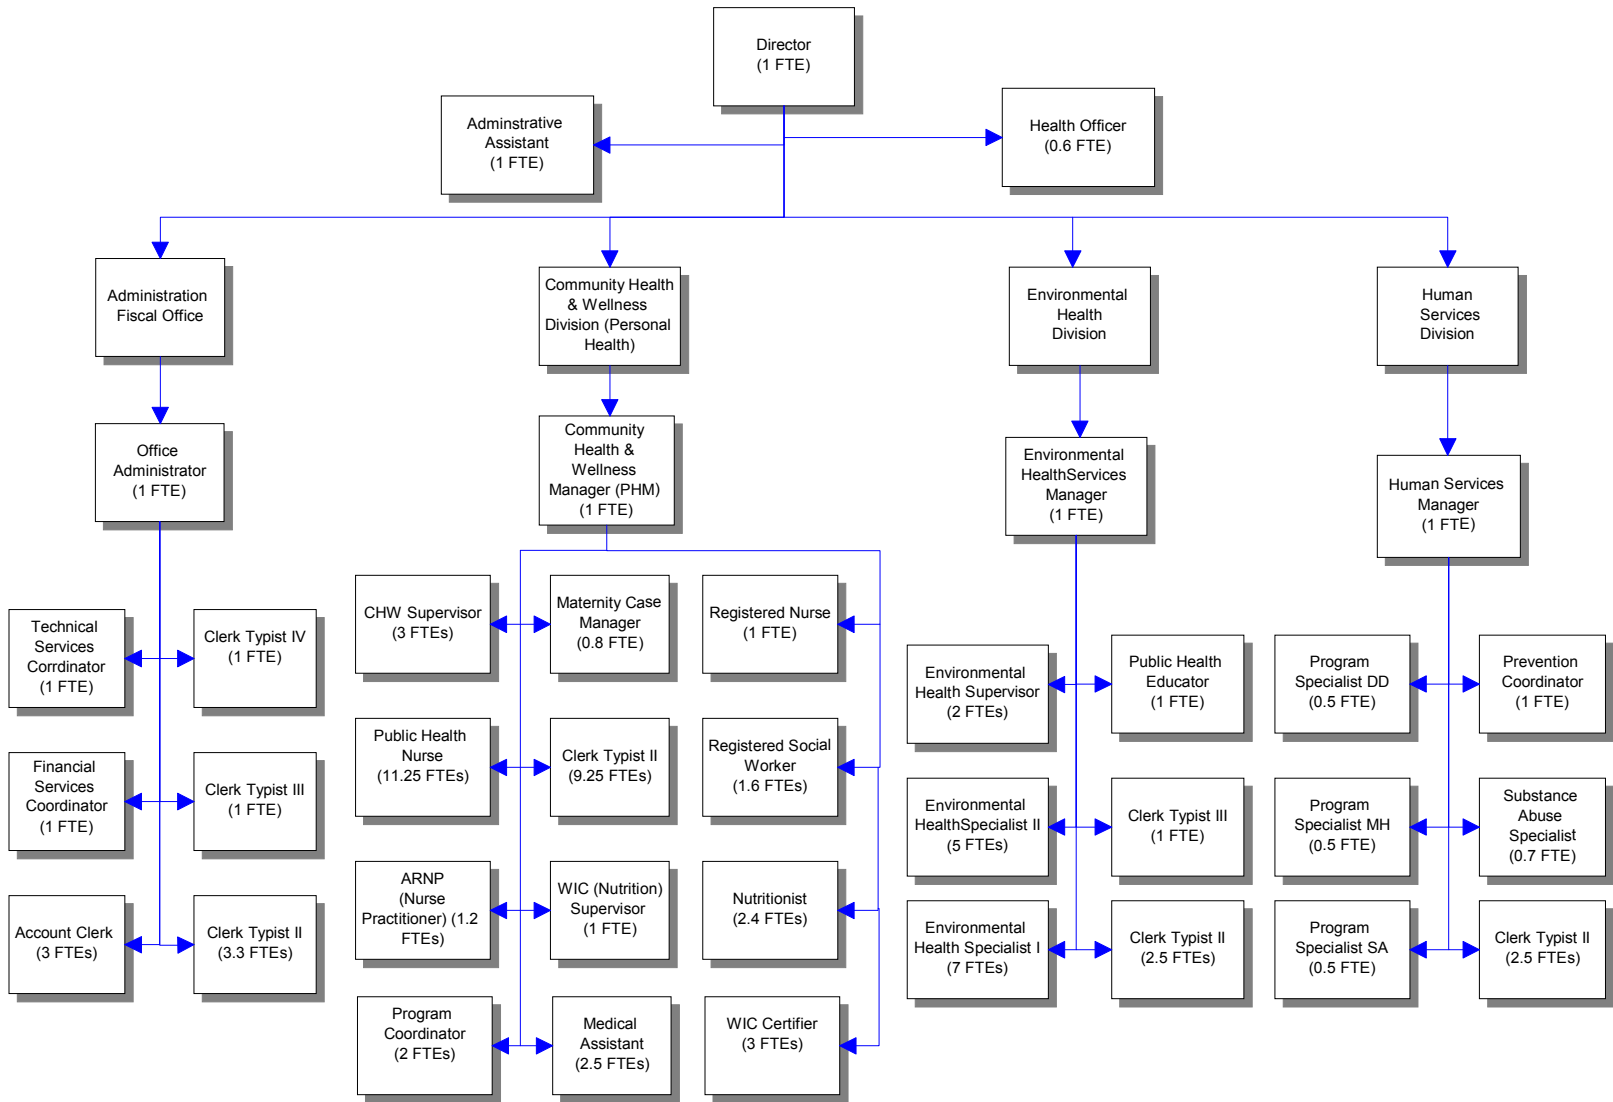 Director
(1 FTE)
Adminstrative
Assistant
(1 FTE)
Health Officer
(0.6 FTE)
Administration
Fiscal Office
Community Health
& Wellness
Division (Personal
Health)
Environmental
Health
Division
Human
Services
Division
Office
Administrator
(1 FTE)
Community
Health &
Wellness
Manager (PHM)
(1 FTE)
Environmental
HealthServices
Manager
(1 FTE)
Human Services
Manager
(1 FTE)
Technical
Services
Corrdinator
(1 FTE)
Clerk Typist IV
(1 FTE)
Financial
Services
Coordinator
(1 FTE)
Clerk Typist III
(1 FTE)
Account Clerk
(3 FTEs)
Clerk Typist II
(3.3 FTEs)
CHW Supervisor
(3 FTEs)
Maternity Case
Manager
(0.8 FTE)
Registered Nurse
(1 FTE)
Public Health
Nurse
(11.25 FTEs)
Clerk Typist II
(9.25 FTEs)
Registered Social
Worker
(1.6 FTEs)
ARNP
(Nurse
Practitioner) (1.2
FTEs)
WIC (Nutrition)
Supervisor
(1 FTE)
Nutritionist
(2.4 FTEs)
Program
Coordinator
(2 FTEs)
Medical
Assistant
(2.5 FTEs)
WIC Certifier
(3 FTEs)
Environmental
Health Supervisor
(2 FTEs)
Public Health
Educator
(1 FTE)
Environmental
HealthSpecialist II
(5 FTEs)
Clerk Typist III
(1 FTE)
Environmental
Health Specialist I
(7 FTEs)
Clerk Typist II
(2.5 FTEs)
Program
Specialist DD
(0.5 FTE)
Prevention
Coordinator
(1 FTE)
Program
Specialist MH
(0.5 FTE)
Substance
Abuse
Specialist
(0.7 FTE)
Program
Specialist SA
(0.5 FTE)
Clerk Typist II
(2.5 FTEs)